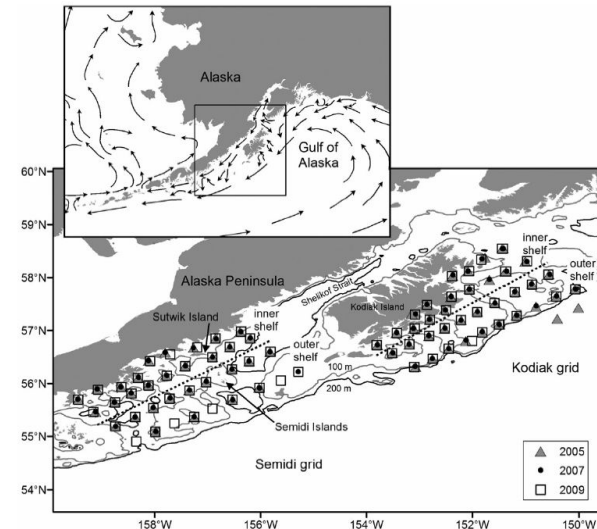 Alaska
Gulf of
Alaska
60°N
59°N
58°N
57°N
56°N
55°N
54°N
inner
shelf
outer
shelf
Alaska Peninsula
Shelikof Strait
Sutwik Island
inner
shelf
Kodiak Island
outer
shelf
100 m
200 m
Kodiak grid
Semidi Islands
Semidi grid
2005
2007
2009
158°W
156°W
154°W
152°W
150°W